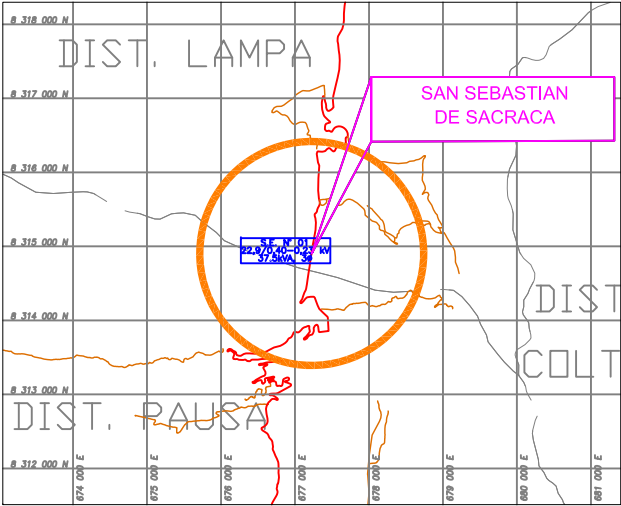 8 318 000 N
DIST. LAMPA
8 317 000 N
SAN SEBASTIAN
DE SACRACA
8 316 000 N
8 315 000 N
S.E. N° 01
22,9/0,40-0,23 kV
37.5kVA, 3Ø
8 314 000 N
DIST
COLT
8 313 000 N
DIST. PAUSA
8 312 000 N
674 000 E
675 000 E
676 000 E
677 000 E
678 000 E
679 000 E
680 000 E
681 000 E